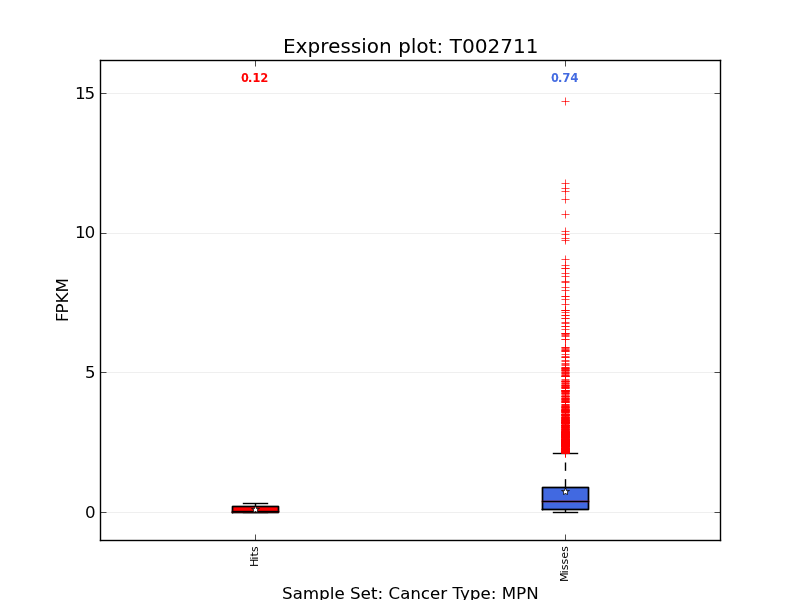 Expression plot: T002711
0.12
0.74
15
10
5
0
FPKM
Hits
Misses
Sample Set: Cancer Type: MPN